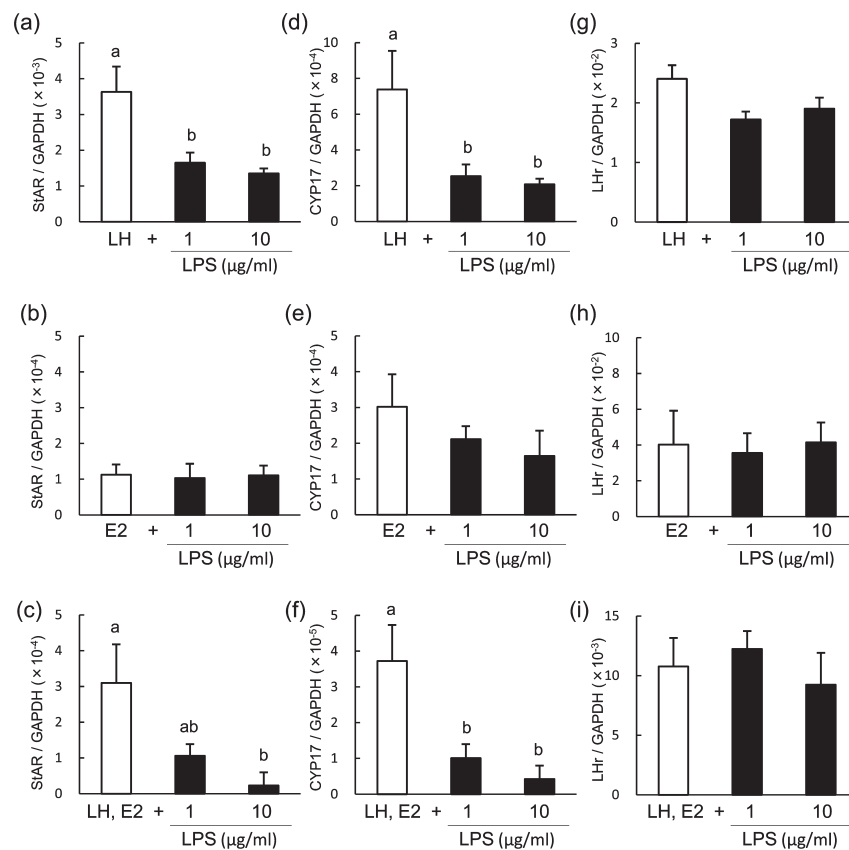 (a)
StAR / GAPDH (×10-3)
5
4
3
2
1
0
a
b
b
LH + 1 10
LPS (μg/ml)
(d)
CYP17 / GAPDH (×10-4)
10
8
6
4
2
0
a
b
b
LH + 1 10
LPS (μg/ml)
(g)
LHr / GAPDH (×10-2)
3
2
1
0
LH + 1 10
LPS (μg/ml)
(b)
StAR / GAPDH (×10-4)
5
4
3
2
1
0
E2 + 1 10
LPS (μg/ml)
(e)
CYP17 / GAPDH (×10-4)
5
4
3
2
1
0
E2 + 1 10
LPS (μg/ml)
(h)
LHr / GAPDH (×10-2)
10
8
6
4
2
0
E2 + 1 10
LPS (μg/ml)
(c)
StAR / GAPDH (×10-4)
5
4
3
2
1
0
a
ab
b
LH, E2 + 1 10
LPS (μg/ml)
(f)
CYP17 / GAPDH (×10-5)
5
4
3
2
1
0
a
b
b
LH, E2 + 1 10
LPS (μg/ml)
(i)
LHr / GAPDH (×10-3)
15
10
5
0
LH, E2 + 1 10
LPS (μg/ml)